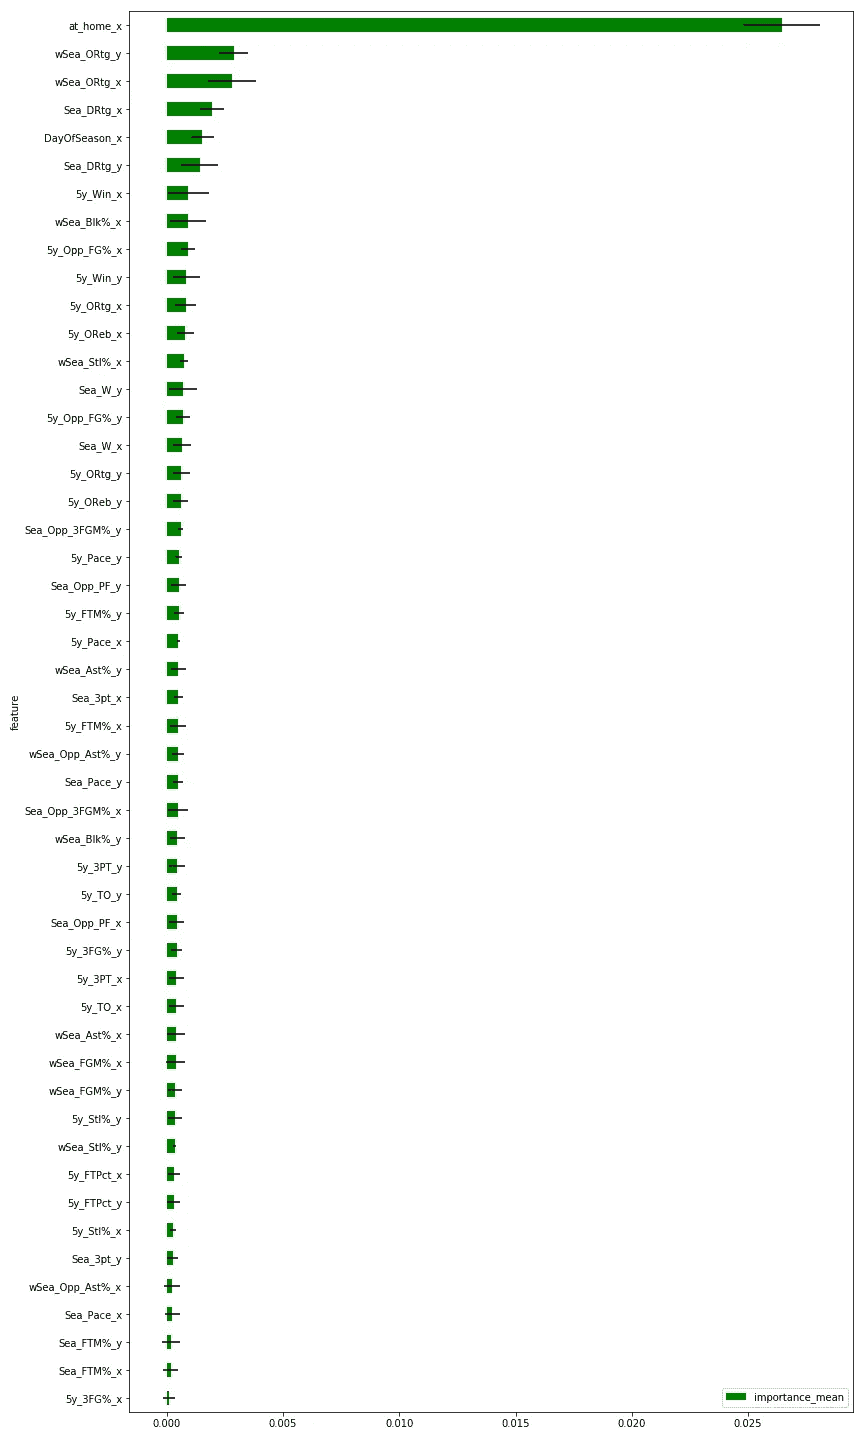 at_home_x
wSea_ORtg_y
wSea_ORtg_x
Sea_DRtg_x
DayOfSeason_x
Sea_DRtg_y
5y_Win_x
wSea_Blk%_x
5y_Opp_FG%_x
5y_Win_y
5y_ORtg_x
5y_OReb_x
wSea_Stl%_x
Sea_W_y
5y_Opp_FG%_y
Sea_W_x
5y_ORtg_y
5y_OReb_y
Sea_Opp_3FGM%_y
5y_Pace_y
Sea_Opp_PF_y
5y_FTM%_y
5y_Pace_x
wSea_Ast%_y
Sea_3pt_x
5y_FTM%_x
wSea_Opp_Ast%_y
Sea_Pace_y
Sea_Opp_3FGM%_x
wSea_Blk%_y
5y_3PT_y
5y_TO_y
Sea_Opp_PF_x
5y_3FG%_y
5y_3PT_x
5y_TO_x
wSea_Ast%_x
wSea_FGM%_x
wSea_FGM%_y
5y_Stl%_y
wSea_Stl%_y
5y_FTPct_x
5y_FTPct_y
5y_Stl%_x
Sea_3pt_y
wSea_Opp_Ast%_x
Sea_Pace_x
Sea_FTM%_y
Sea_FTM%_x
5y_3FG%_x
feature
importance_mean
0.000 0.005 0.010 0.015 0.020 0.025